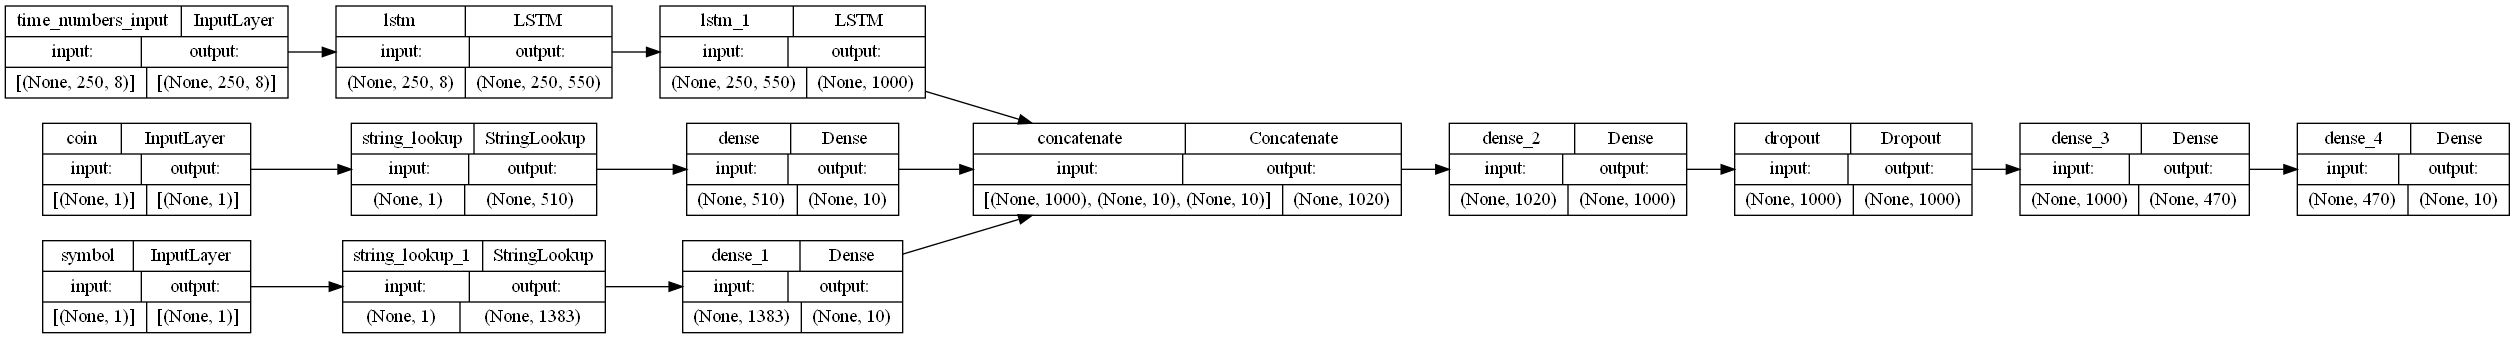 time_numbers_input InputLayer
input: output:
[(None, 250, 8)] [(None, 250, 8)]
lstm LSTM
input: output:
(None, 250, 8) (None, 250, 550)
lstm_1 LSTM
input: output:
(None, 250, 550) (None, 1000)
coin InputLayer
input: output:
[(None, 1)] [(None, 1)]
string_lookup StringLookup
input: output:
(None, 1) (None, 510)
dense Dense
input: output:
(None, 510) (None, 10)
concatenate Concatenate
input: output:
[(None, 1000), (None, 10), (None, 10)] (None, 1020)
dense_2 Dense
input: output:
(None, 1020) (None, 1000)
dropout Dropout
input: output:
(None, 1000) (None, 1000)
dense_3 Dense
input: output:
(None, 1000) (None, 470)
dense_4 Dense
input: output:
(None, 470) (None, 10)
symbol InputLayer
input: output:
[(None, 1)] [(None, 1)]
string_lookup_1 StringLookup
input: output:
(None, 1) (None, 1383)
dense_1 Dense
input: output:
(None, 1383) (None, 10)